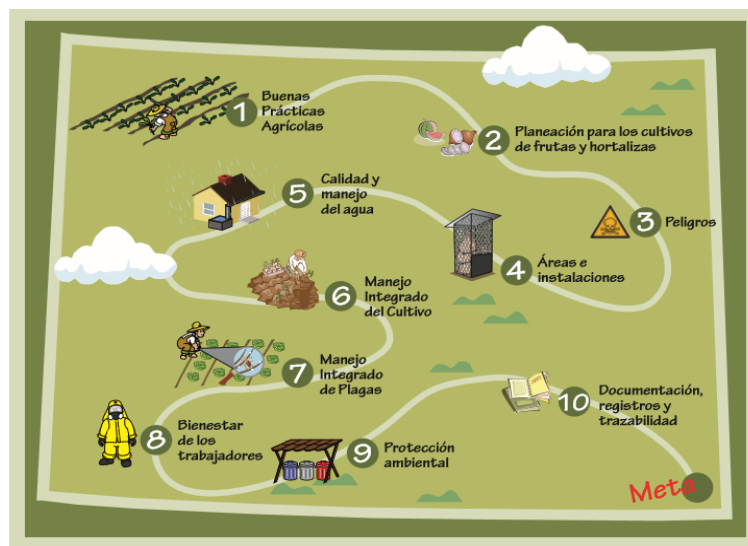 1 Buenas
Prácticas
Agrícolas
2 Planeación para los cultivos
de frutas y hortalizas
3 Peligros
4 Áreas e
instalaciones
5 Calidad y
manejo
del agua
6 Manejo
Integrado
del Cultivo
7 Manejo
Integrado
de Plagas
8 Bienestar
de los
trabajadores
9 Protección
ambiental
10 Documentación,
registros y
trazabilidad
Meta